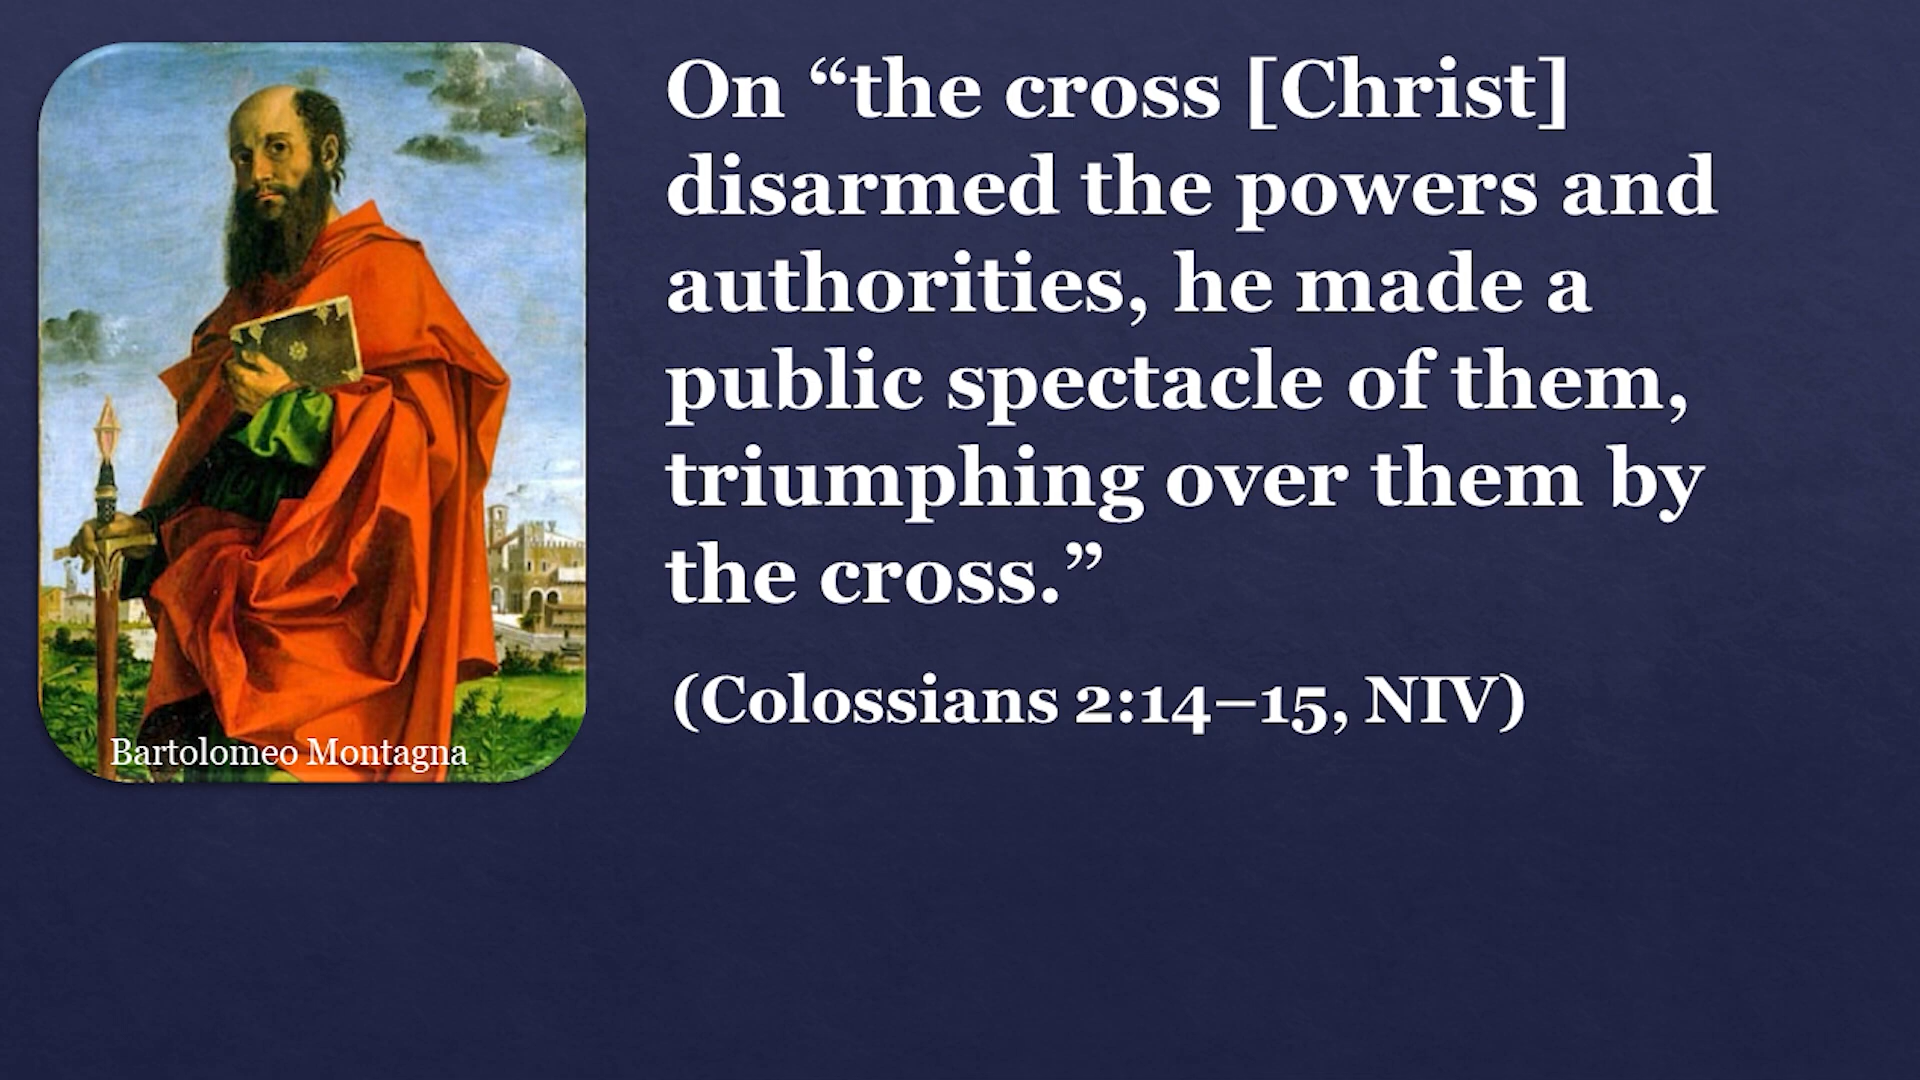 On “the cross [Christ]
disarmed the powers and
authorities, he made a
public spectacle of them,
triumphing over them by
the cross.”
(Colossians 2:14–15, NIV)
Bartolomeo Montagna